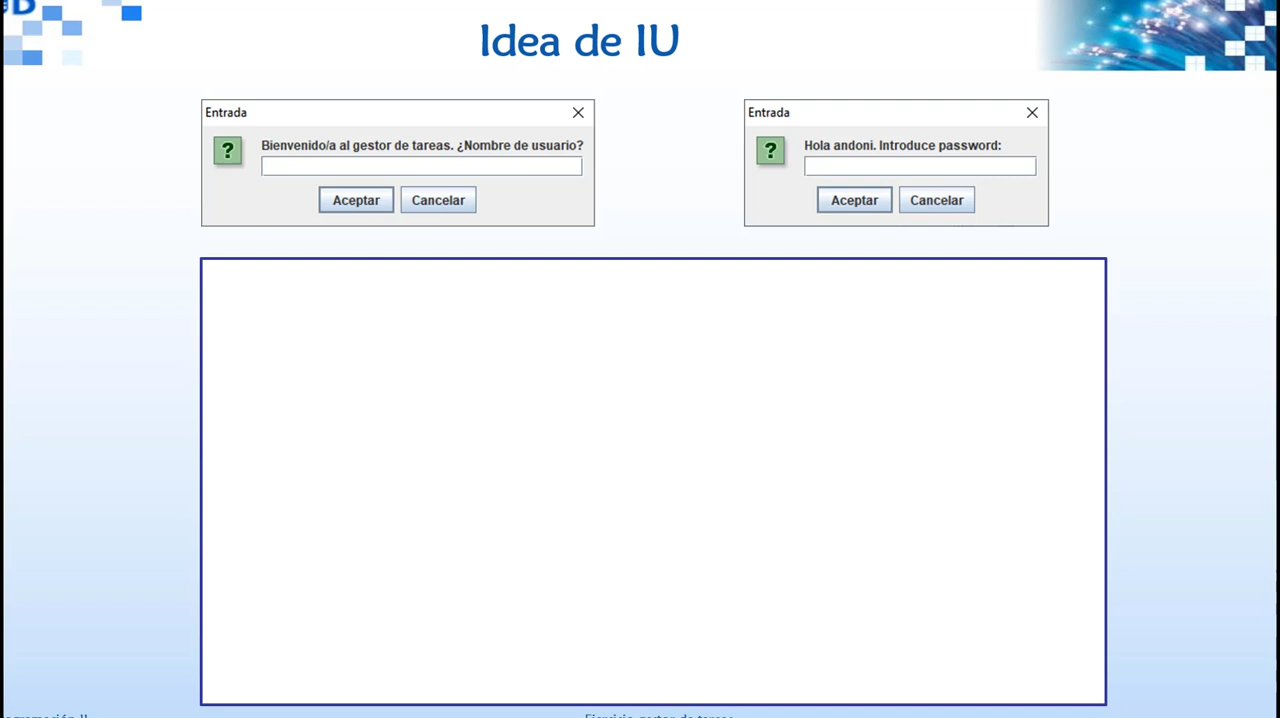 Idea de IU
Entrada
Bienvenido/a al gestor de tareas. ¿Nombre de usuario?
Aceptar Cancelar
Entrada
Hola andoni. Introduce password:
Aceptar Cancelar